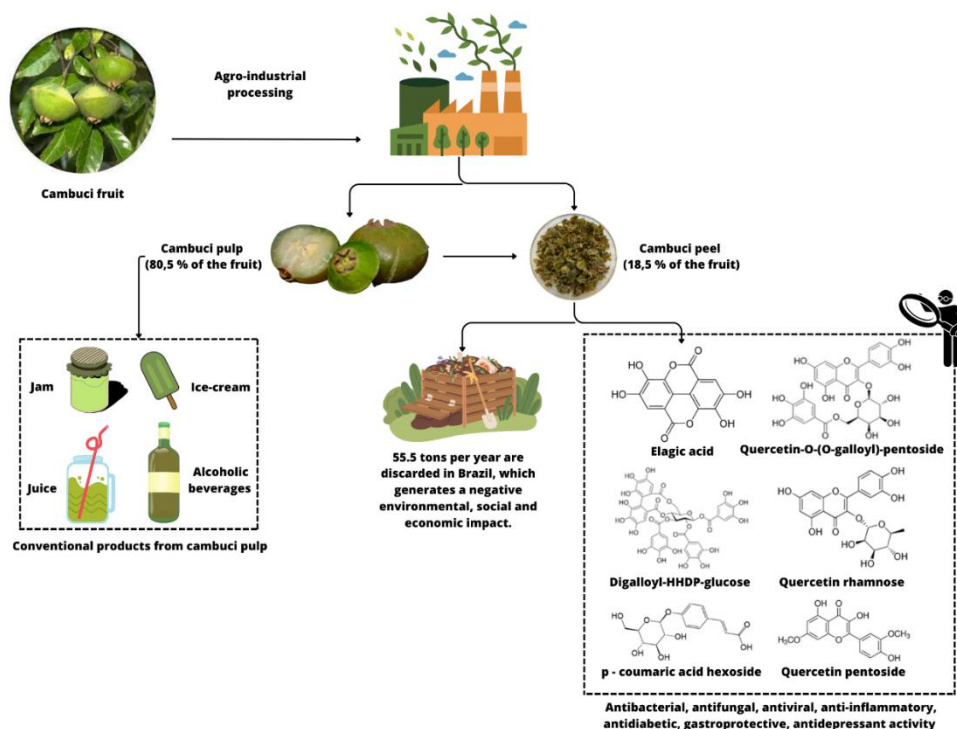 Agro-industrial
processing
Cambuci fruit
Cambuci pulp
(80,5 % of the fruit)
Cambuci peel
(18,5 % of the fruit)
Jam
Ice-cream
Juice
Alcoholic
beverages
Conventional products from cambuci pulp
55.5 tons per year are
discarded in Brazil, which
generates a negative
environmental, social and
economic impact.
Elagic acid
Quercetin-O-(O-galloyl)-pentoside
Digalloyl-HHDP-glucose
Quercetin rhamnose
p - coumaric acid hexoside
Quercetin pentoside
Antibacterial, antifungal, antiviral, anti-inflammatory,
antidiabetic, gastroprotective, antidepressant activity